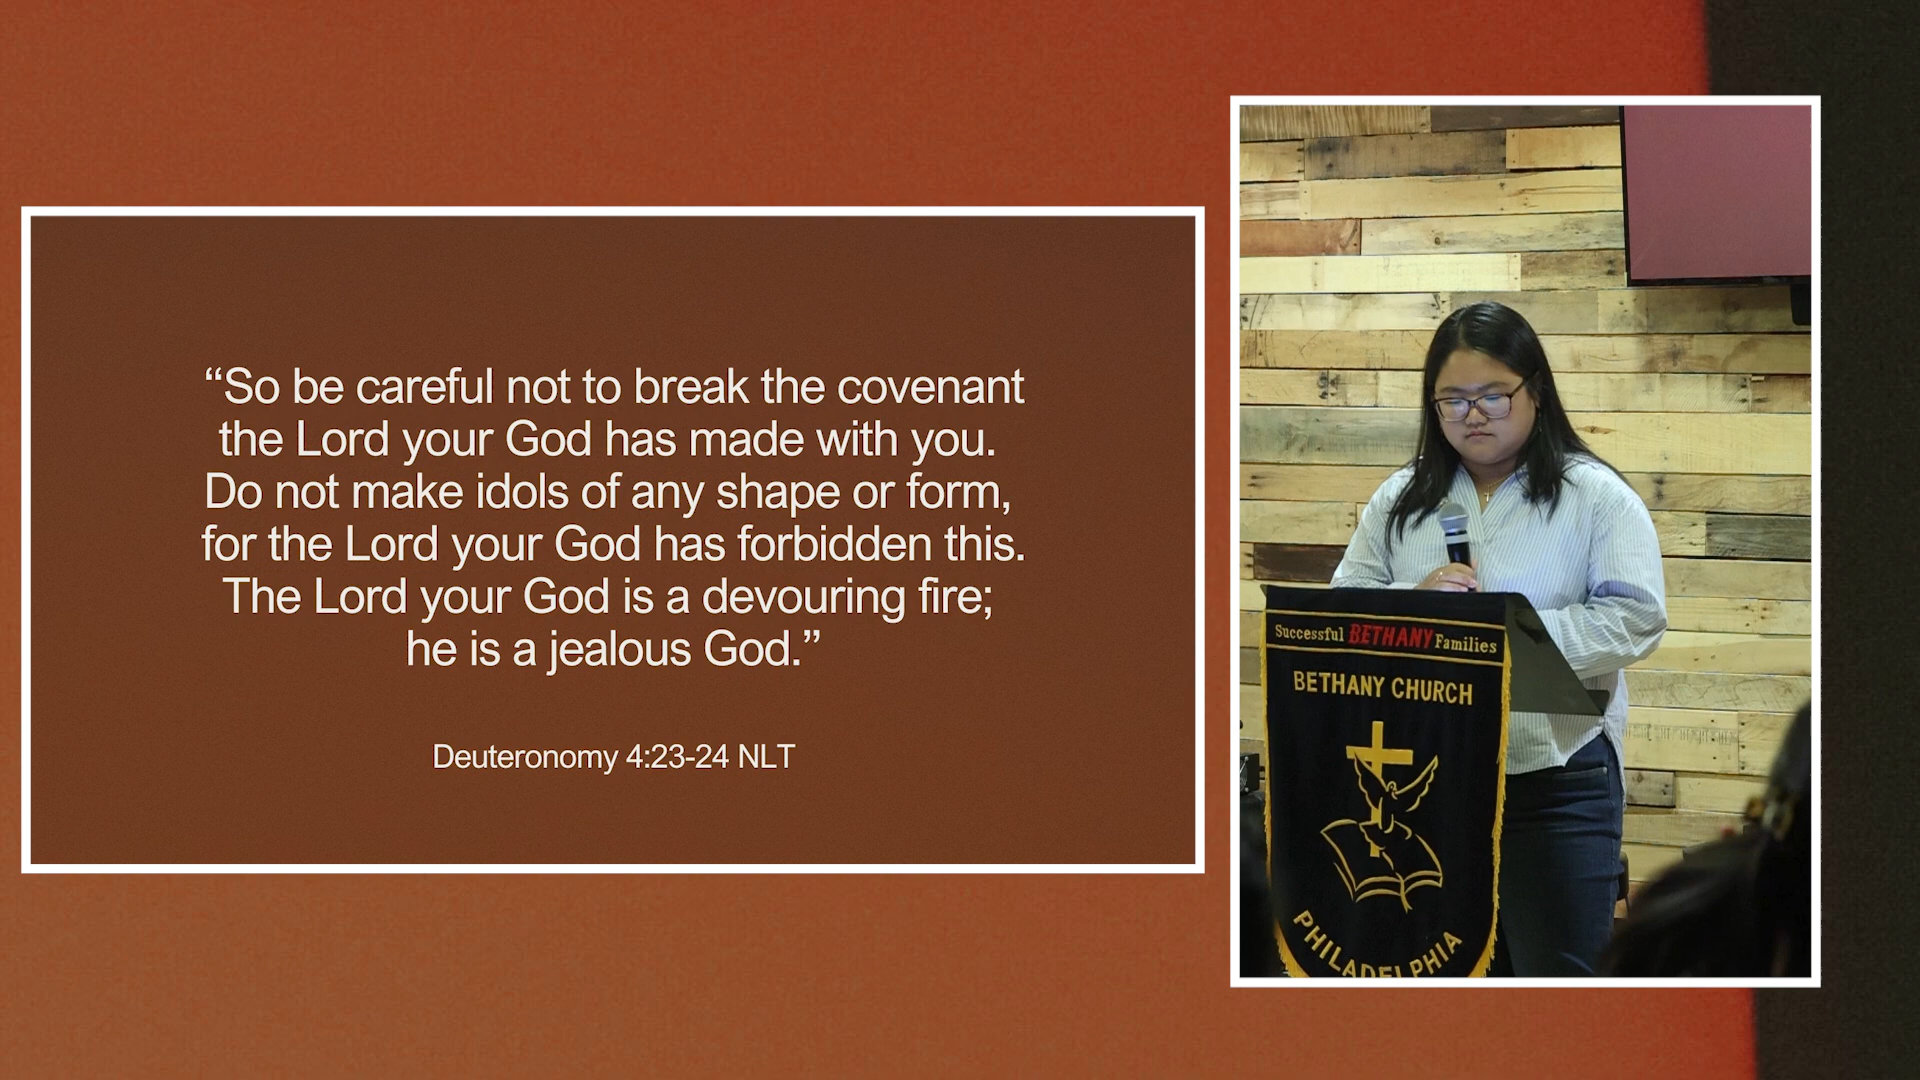 “So be careful not to break the covenant
the Lord your God has made with you.
Do not make idols of any shape or form,
for the Lord your God has forbidden this.
The Lord your God is a devouring fire;
he is a jealous God.”
Deuteronomy 4:23-24 NLT
Successful BETHANY Families
BETHANY CHURCH
PHILADELPHIA